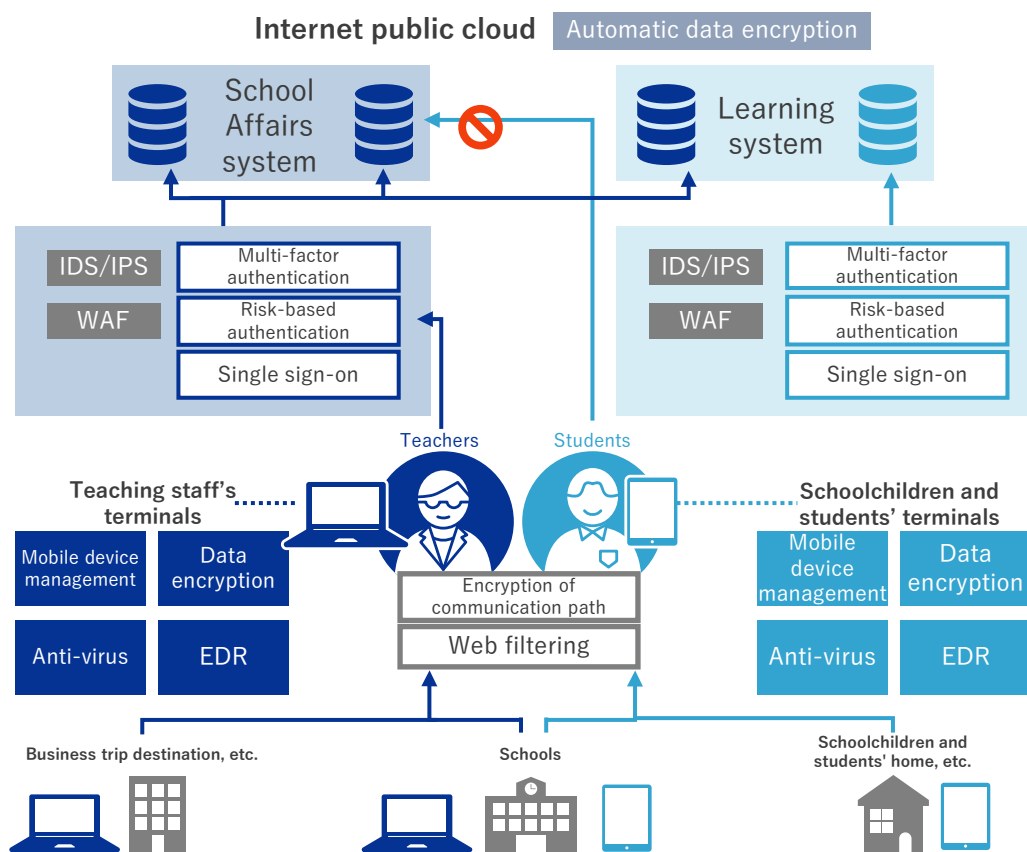 Internet public cloud
Automatic data encryption
School
Affairs
system
Learning
system
IDS/IPS
WAF
Multi-factor
authentication
Risk-based
authentication
Single sign-on
IDS/IPS
WAF
Multi-factor
authentication
Risk-based
authentication
Single sign-on
Teachers
Students
Teaching staff's
terminals
Mobile device
management
Data
encryption
Anti-virus
EDR
Encryption of
communication path
Web filtering
Schoolchildren and
students' terminals
Mobile
device
management
Data
encryption
Anti-virus
EDR
Business trip destination, etc.
Schools
Schoolchildren and
students' home, etc.